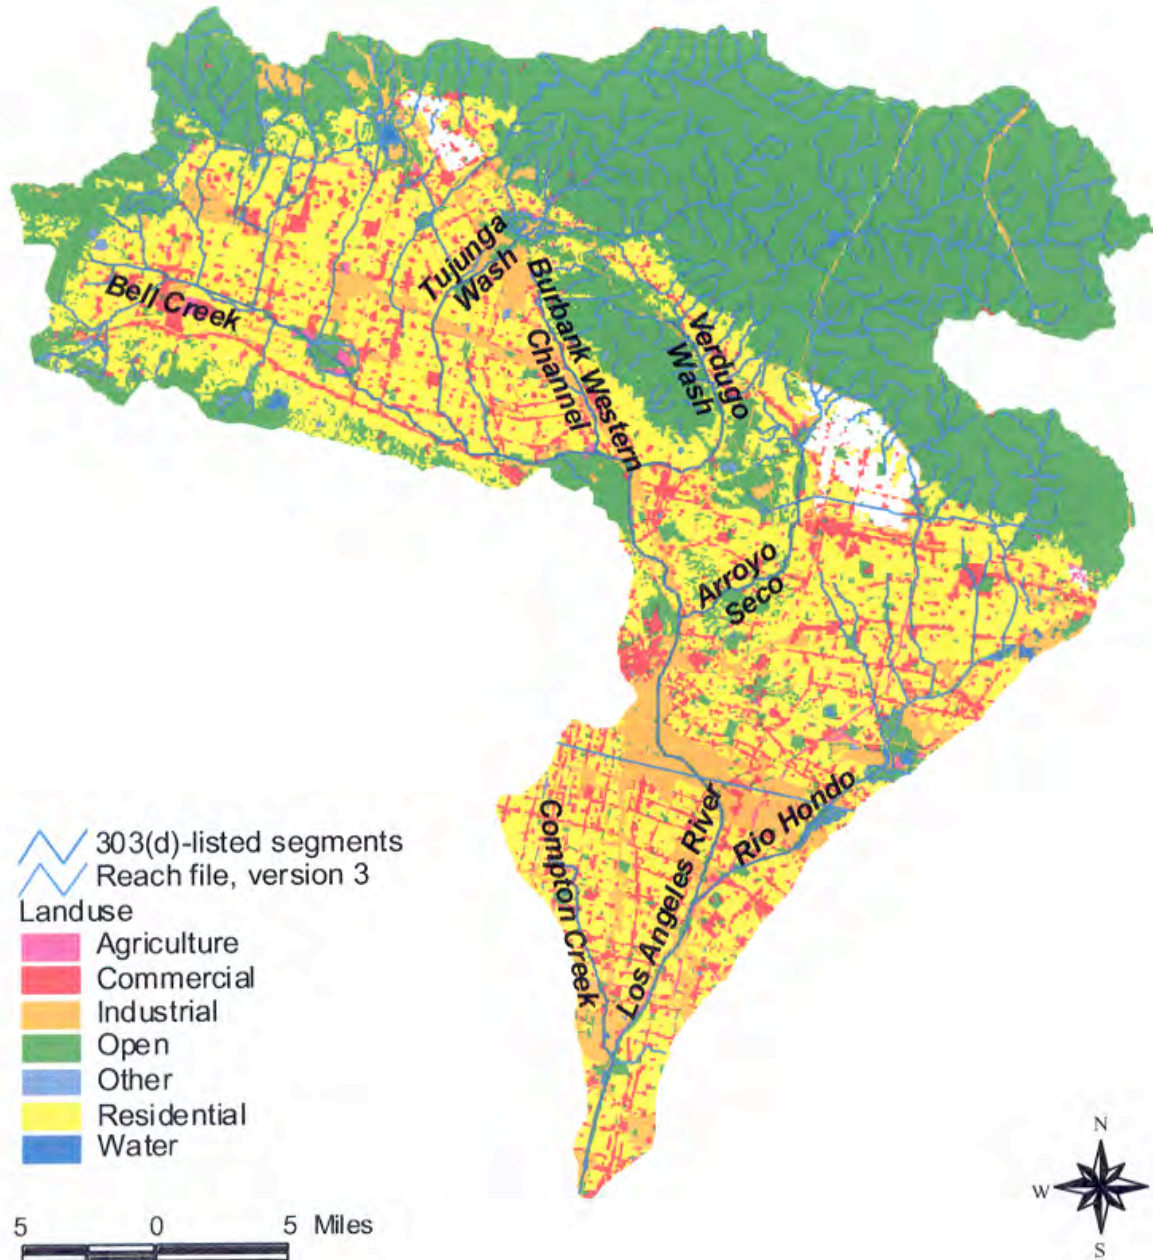 Tujunga
Wash
Bell Creek
Burbank Western
Channel
Verdugo
Wash
Arroyo
Seco
Rio Hondo
Los Angeles River
Compton Creek
303(d)-listed segments
Reach file, version 3
Landuse
Agriculture
Commercial
Industrial
Open
Other
Residential
Water
5 0 5 Miles
N
W
S